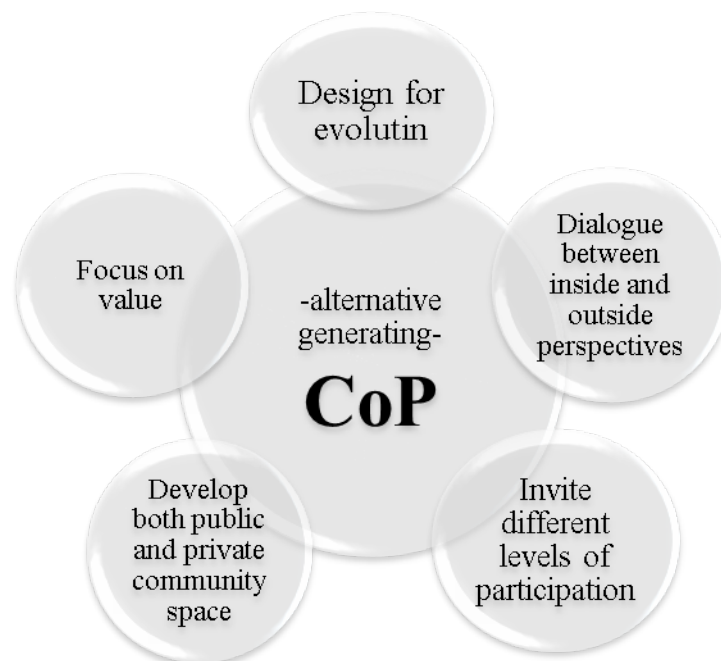 Design for
evolutin
Dialogue
between
inside and
outside
perspectives
Invite
different
levels of
participation
Develop
both public
and private
community
space
Focus on
value
-alternative
generating-
CoP